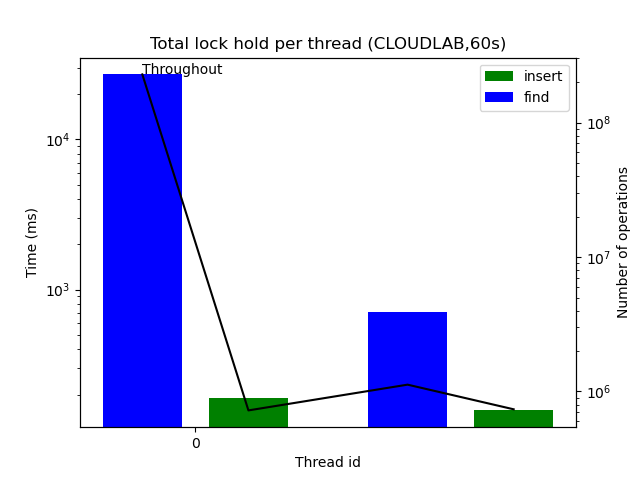 Total lock hold per thread (CLOUDLAB,60s)
Throughout
insert
find
10^4
10^3
10^8
10^7
10^6
Time (ms)
Number of operations
0
Thread id